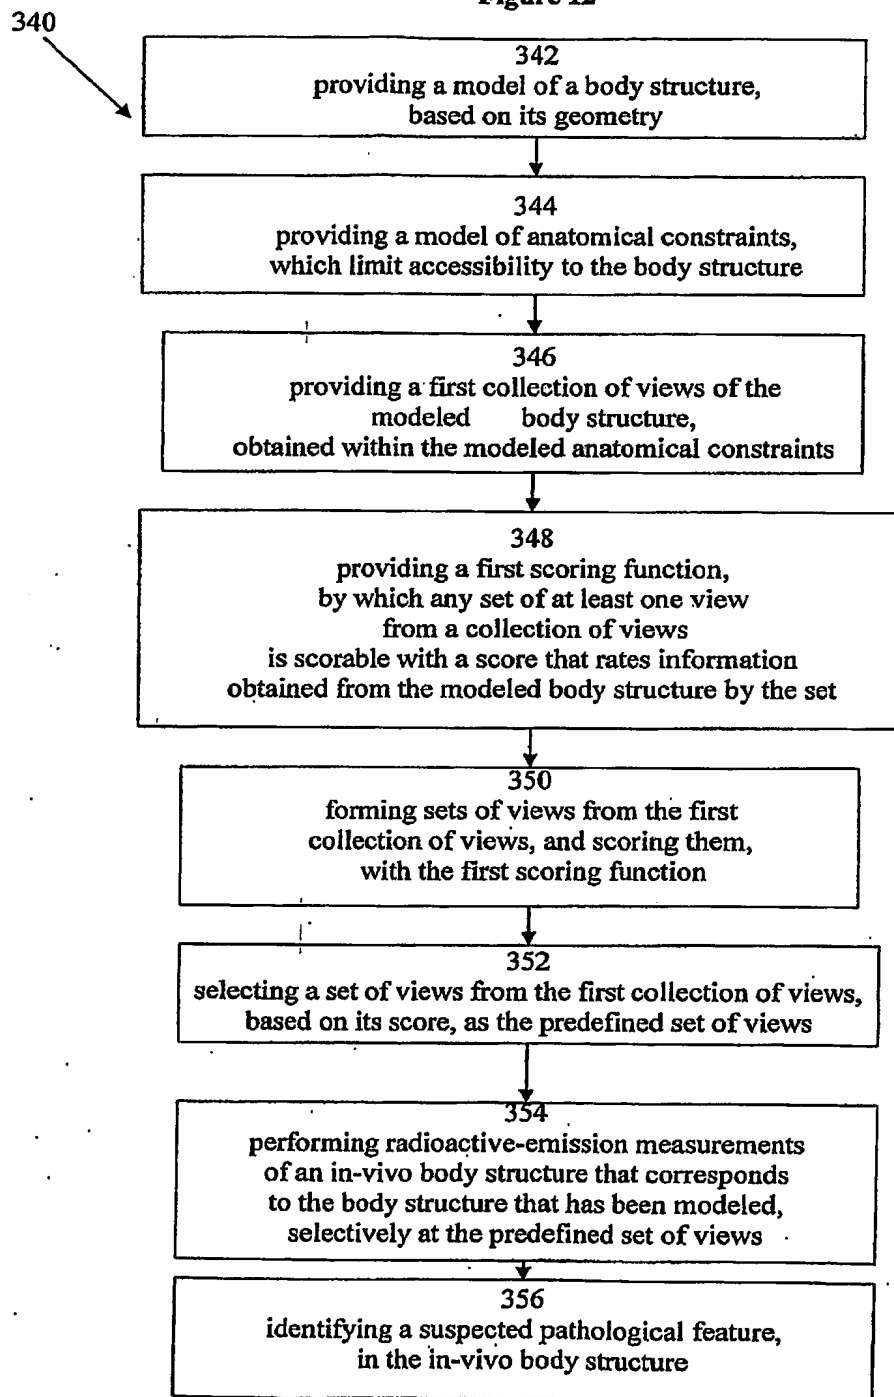 Figure 12
340
342
providing a model of a body structure,
based on its geometry
344
providing a model of anatomical constraints,
which limit accessibility to the body structure
346
providing a first collection of views of the
modeled body structure,
obtained within the modeled anatomical constraints
348
providing a first scoring function,
by which any set of at least one view
from a collection of views
is scorable with a score that rates information
obtained from the modeled body structure by the set
350
forming sets of views from the first
collection of views, and scoring them,
with the first scoring function
352
selecting a set of views from the first collection of views,
based on its score, as the predefined set of views
354
performing radioactive-emission measurements
of an in-vivo body structure that corresponds
to the body structure that has been modeled,
selectively at the predefined set of views
356
identifying a suspected pathological feature,
in the in-vivo body structure